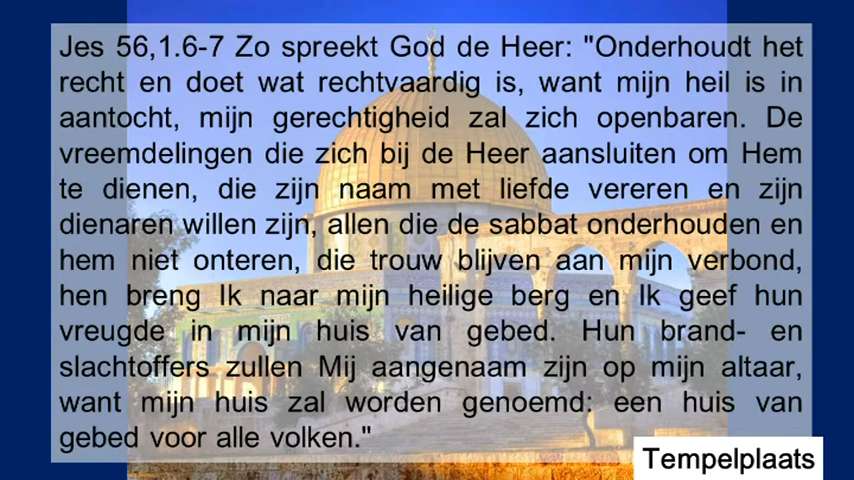 Jes 56,1.6-7 Zo spreekt God de Heer: "Onderhoudt het
recht en doet wat rechtvaardig is, want mijn heil is in
aantocht, mijn gerechtigheid zal zich openbaren. De
vreemdelingen die zich bij de Heer aansluiten om Hem
te dienen, die zijn naam met liefde vereren en zijn
dienaren willen zijn, allen die de sabbat onderhouden en
hem niet onteren, die trouw blijven aan mijn verbond,
hen breng Ik naar mijn heilige berg en Ik geef hun
vreugde in mijn huis van gebed. Hun brand- en
slachtoffers zullen Mij aangenaam zijn op mijn altaar,
want mijn huis zal worden genoemd: een huis van
gebed voor alle volken."
Tempelplaats